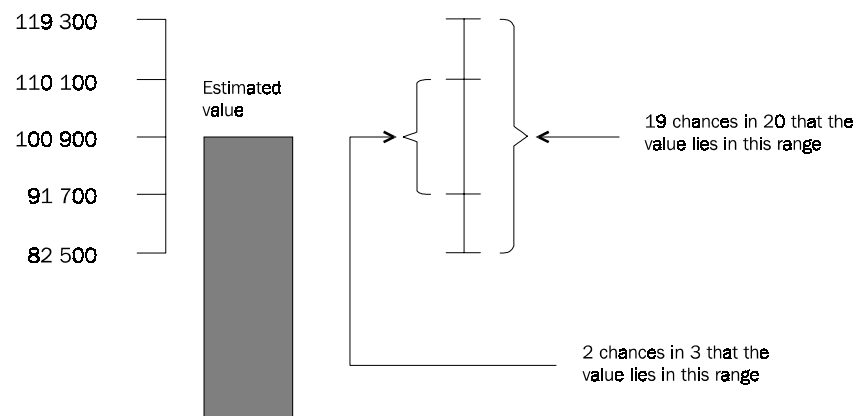 119 300
110 100
100 900
91 700
82 500
Estimated
value
19 chances in 20 that the
value lies in this range
2 chances in 3 that the
value lies in this range